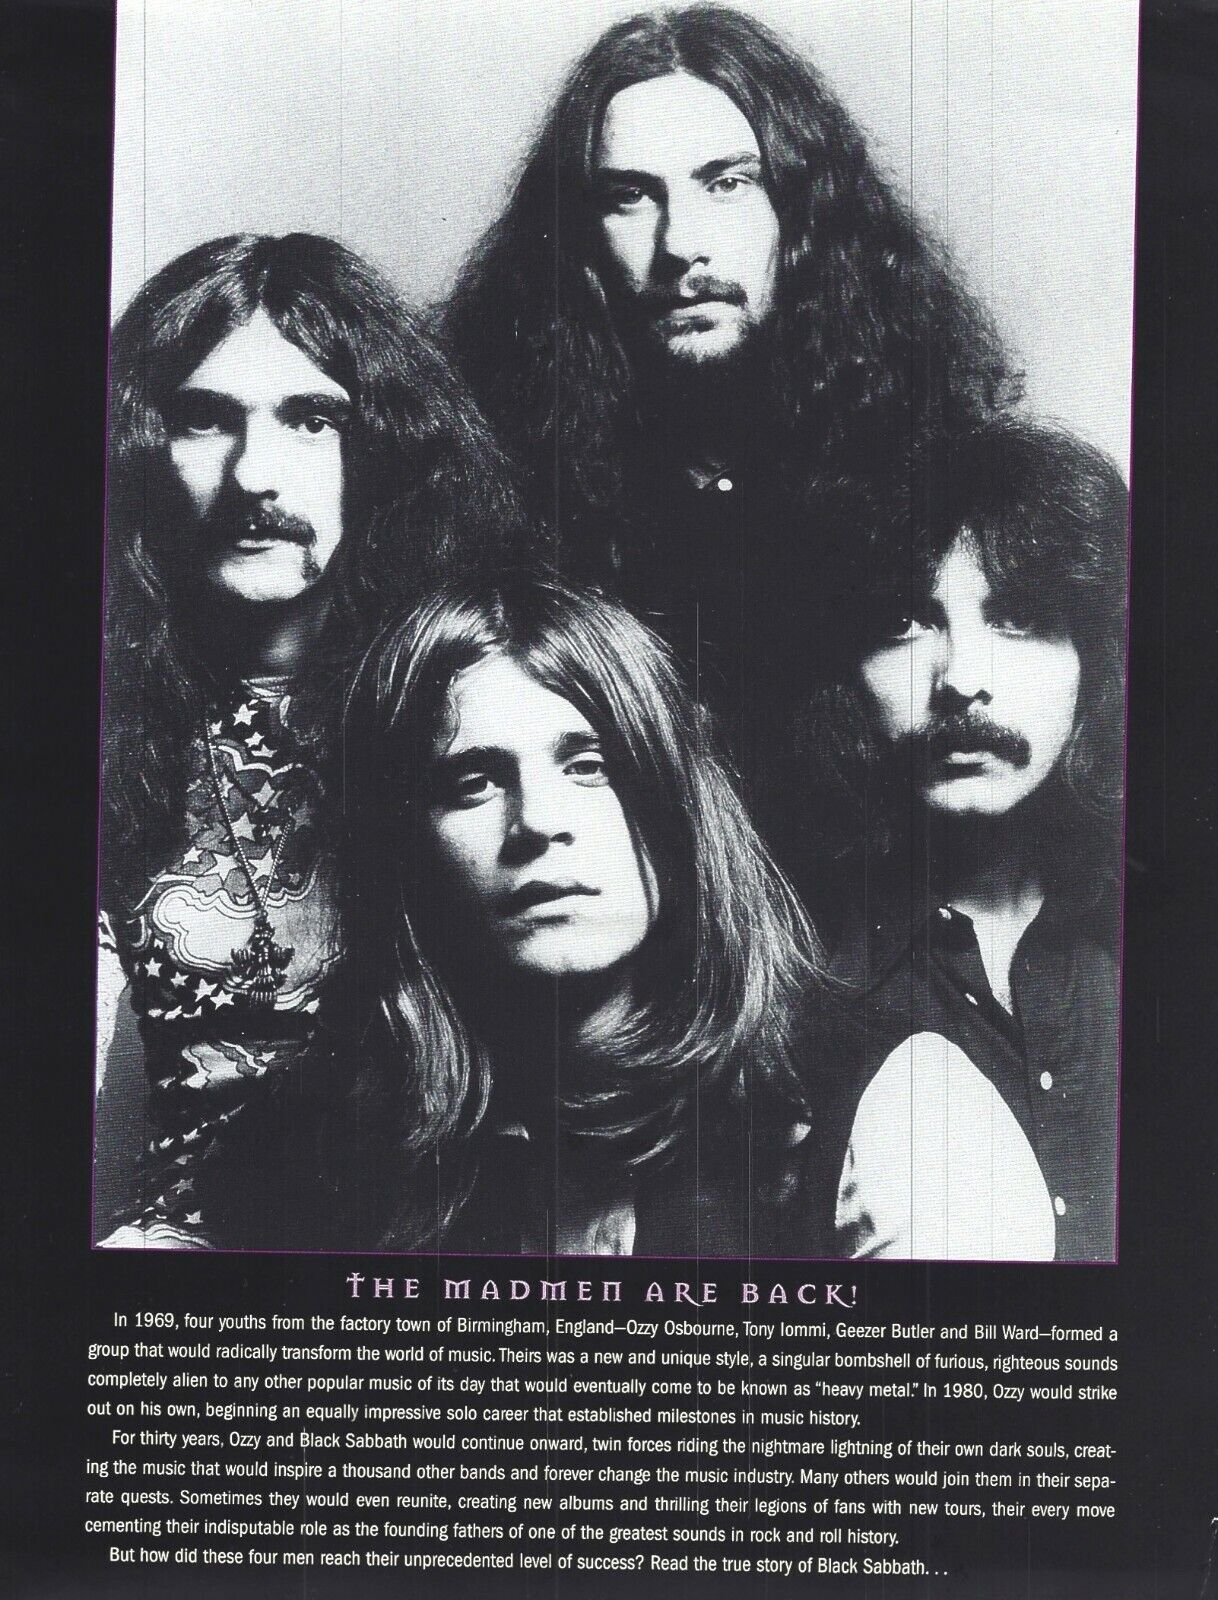 THE MADMEN ARE BACK!
In 1969, four youths from the factory town of Birmingham, England—Ozzy Osbourne, Tony Iommi, Geezer Butler and Bill Ward—formed a
group that would radically transform the world of music. Theirs was a new and unique style, a singular bombshell of furious, righteous sounds
completely alien to any other popular music of its day that would eventually come to be known as "heavy metal." In 1980, Ozzy would strike
out on his own, beginning an equally impressive solo career that established milestones in music history.
For thirty years, Ozzy and Black Sabbath would continue onward, twin forces riding the nightmare lightning of their own dark souls, creat-
ing the music that would inspire a thousand other bands and forever change the music industry. Many others would join them in their sepa-
rate quests. Sometimes they would even reunite, creating new albums and thrilling their legions of fans with new tours, their every move
cementing their indisputable role as the founding fathers of one of the greatest sounds in rock and roll history.
But how did these four men reach their unprecedented level of success? Read the true story of Black Sabbath. . .